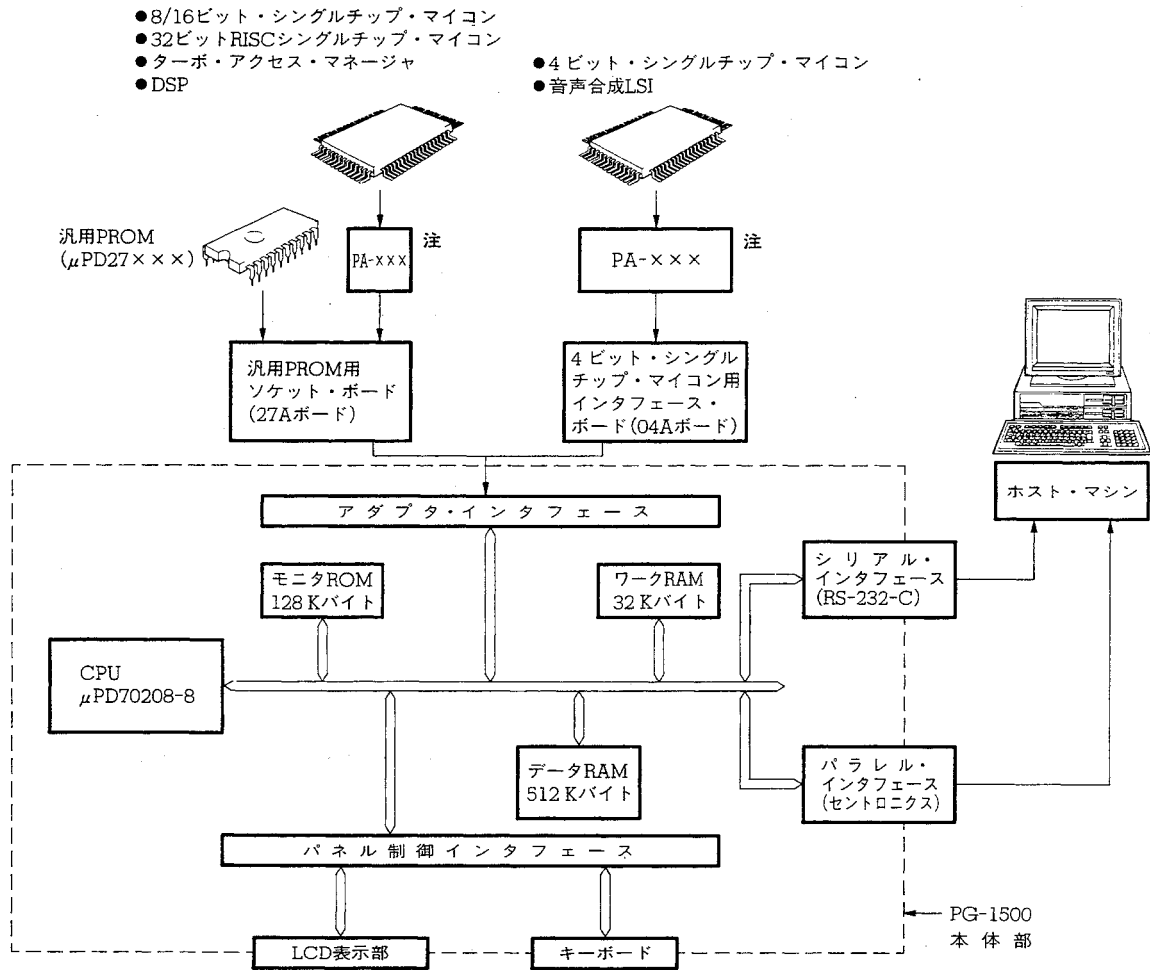 ●8/16ビット・シングルチップ・マイコン
●32ビットRISCシングルチップ・マイコン
●ターボ・アクセス・マネージャ
●DSP
●4ビット・シングルチップ・マイコン
●音声合成LSI
汎用PROM
(μPD27×××)
PA-×××
注
PA-×××
注
汎用PROM用
ソケット・ボード
(27Aボード)
4ビット・シングル
チップ・マイコン用
インタフェース・
ボード(04Aボード)
ホスト・マシン
アダプタ・インタフェース
モニタROM
128Kバイト
ワークRAM
32Kバイト
シリアル・
インタフェース
(RS-232-C)
CPU
μPD70208-8
データRAM
512Kバイト
パラレル・
インタフェース
(セントロニクス)
パネル制御インタフェース
LCD表示部
キーボード
PG-1500
本体部